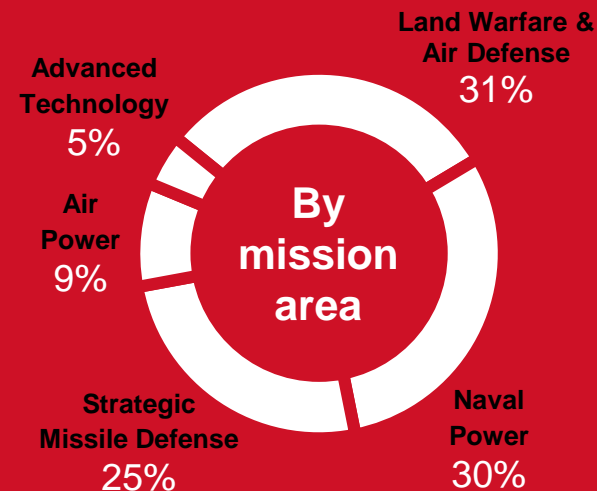 Land Warfare &
Air Defense
31%
Advanced
Technology
5%
Air
Power
9%
By
mission
area
Strategic
Missile Defense
25%
Naval
Power
30%